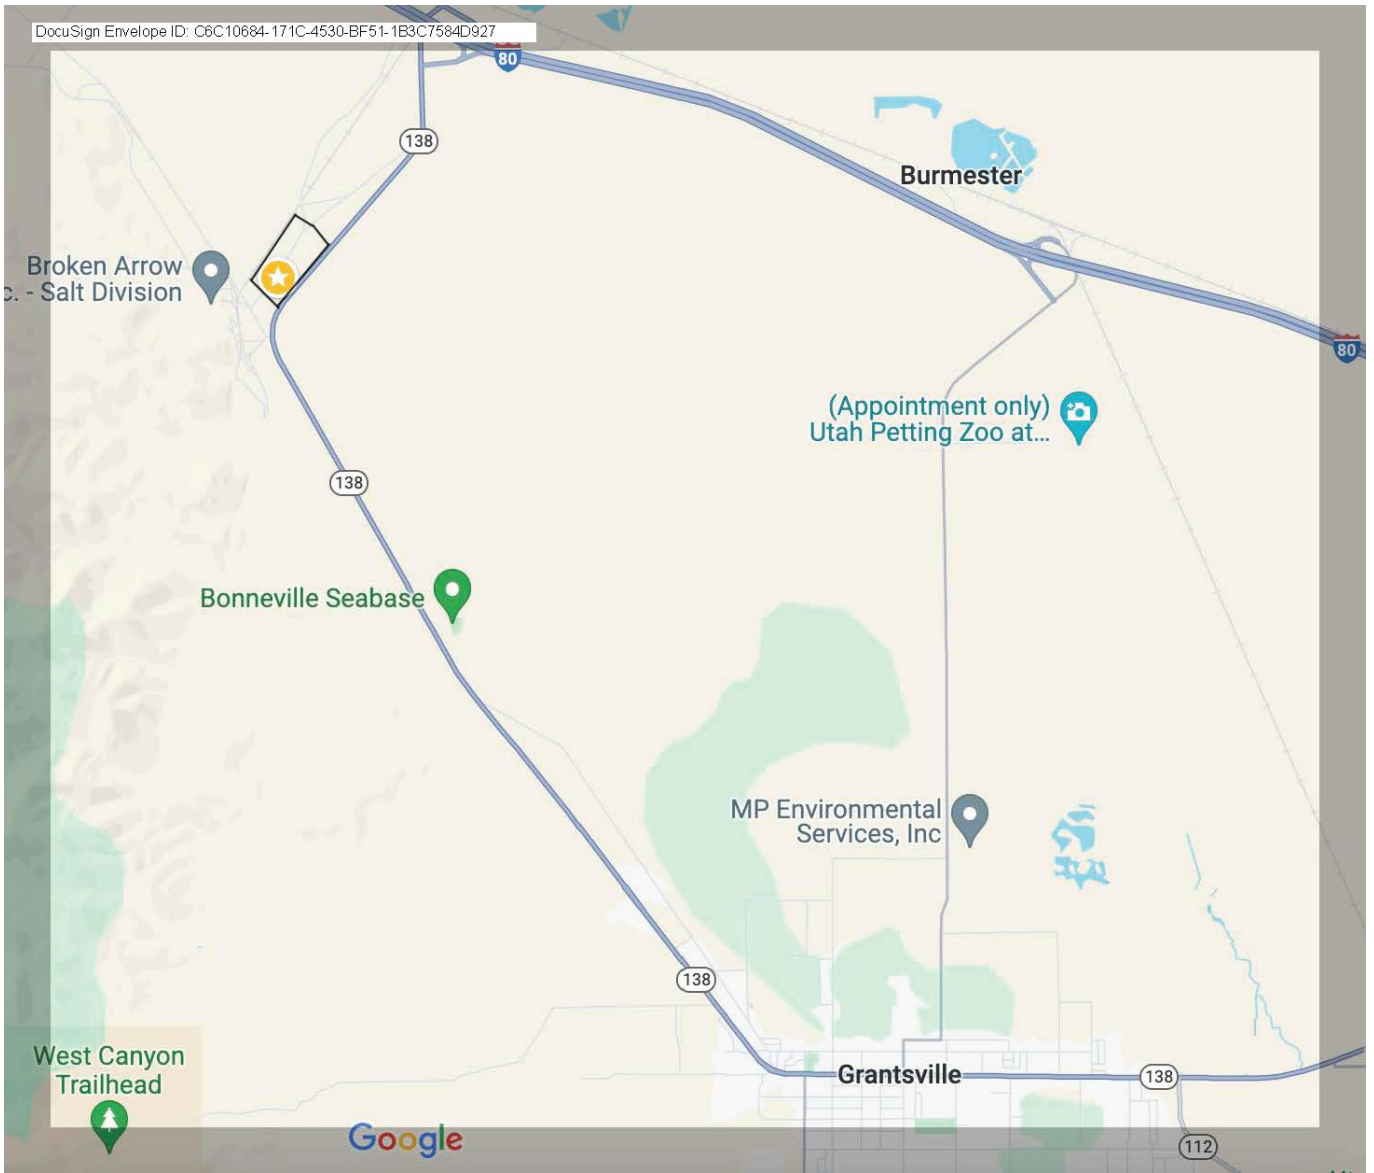 DocuSign Envelope ID: C6C10684-171C-4530-BF51-1B3C7584D927
80
138
Burmester
Broken Arrow
c. - Salt Division
80
(Appointment only)
Utah Petting Zoo at...
138
Bonneville Seabase
MP Environmental
Services, Inc
138
West Canyon
Trailhead
Grantsville
138
Google
112